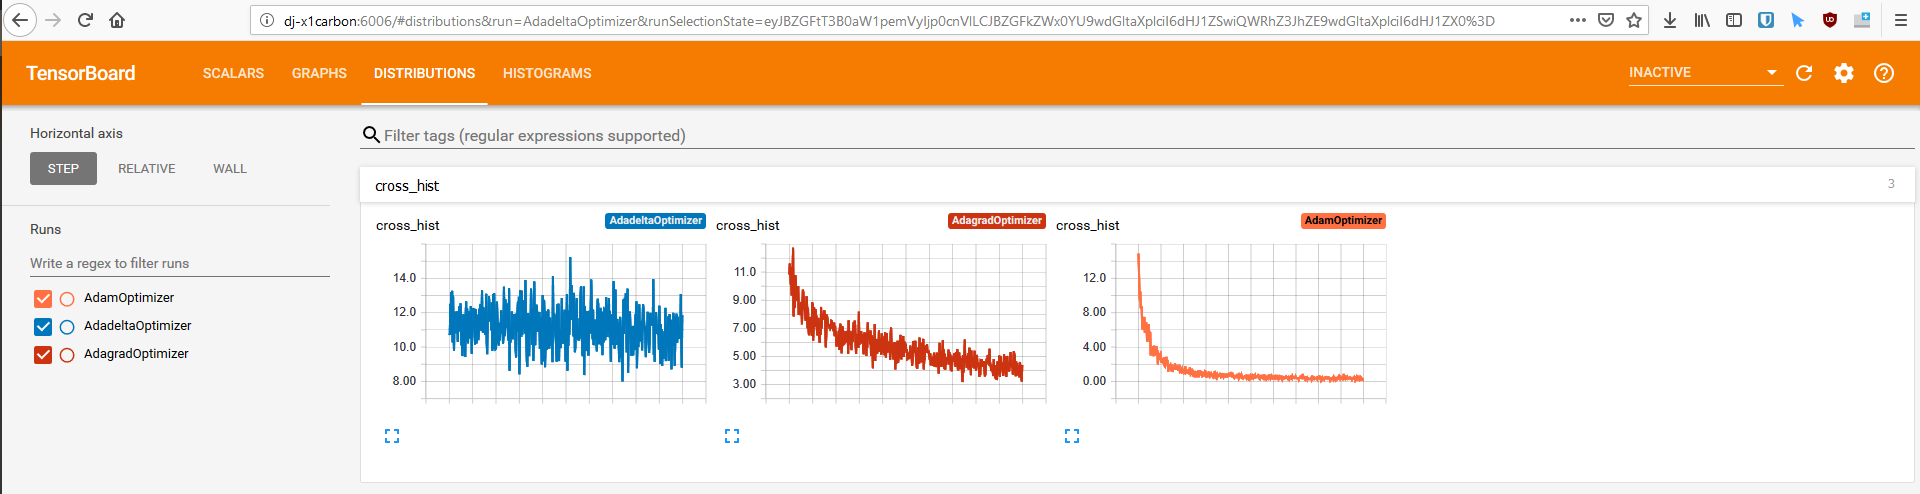 dj-x1carbon:6006/#distributions&run=AdadeltaOptimizer&runSelectionState=eyJBZGFtT3B0aW1pemVyIjp0cnVlLCJBZGFkZWx0YU9wdGltaXplciI6dHJ1ZSwiQWRhZ3JhZE9wdGltaXplciI6dHJ1ZX0%3D
TensorBoard SCALARS GRAPHS DISTRIBUTIONS HISTOGRAMS INACTIVE
Horizontal axis
STEP RELATIVE WALL
Runs
Write a regex to filter runs
AdamOptimizer
AdadeltaOptimizer
AdagradOptimizer
Filter tags (regular expressions supported)
cross_hist 3
cross_hist AdadeltaOptimizer
14.0
12.0
10.0
8.00
cross_hist AdagradOptimizer
11.0
9.00
7.00
5.00
3.00
cross_hist AdamOptimizer
12.0
8.00
4.00
0.00